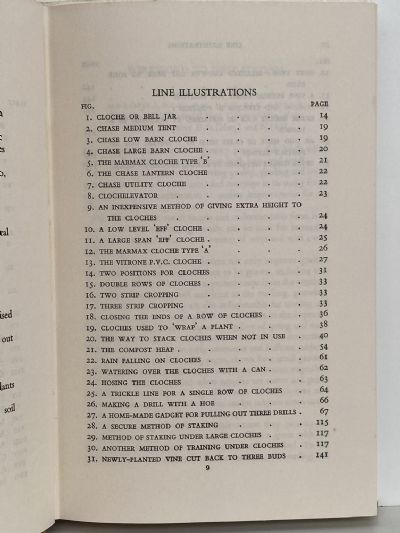 LINE ILLUSTRATIONS
FIG. PAGE
1. CLOCHE OR BELL JAR . . . . 14
2. CHASE MEDIUM TENT . . . . 19
3. CHASE LOW BARN CLOCHE . . . . 19
4. CHASE LARGE BARN CLOCHE . . . . 20
5. THE MARMAX CLOCHE TYPE 'B' . . . . 21
6. THE CHASE LANTERN CLOCHE . . . . 22
7. CHASE UTILITY CLOCHE . . . . 22
8. CLOCHELEVATOR . . . . 23
9. AN INEXPENSIVE METHOD OF GIVING EXTRA HEIGHT TO
THE CLOCHES . . . . 24
10. A LOW LEVEL 'EFF' CLOCHE . . . . 24
11. A LARGE SPAN 'EFF' CLOCHE . . . . 25
12. THE MARMAX CLOCHE TYPE 'A' . . . . 26
13. THE VITRONE P.V.C. CLOCHE . . . . 27
14. TWO POSITIONS FOR CLOCHES . . . . 31
15. DOUBLE ROWS OF CLOCHES . . . . 32
16. TWO STRIP CROPPING . . . . 33
17. THREE STRIP CROPPING . . . . 33
18. CLOSING THE ENDS OF A ROW OF CLOCHES . . . 36
19. CLOCHES USED TO 'WRAP' A PLANT . . . 38
20. THE WAY TO STACK CLOCHES WHEN NOT IN USE . . 40
21. THE COMPOST HEAP . . . . 54
22. RAIN FALLING ON CLOCHES . . . . 61
23. WATERING OVER THE CLOCHES WITH A CAN . . . 62
24. HOSING THE CLOCHES . . . . 63
25. A TRICKLE LINE FOR A SINGLE ROW OF CLOCHES . . 64
26. MAKING A DRILL WITH A HOE . . . . 66
27. A HOME-MADE GADGET FOR PULLING OUT THREE DRILLS . 67
28. A SECURE METHOD OF STAKING . . . . 115
29. METHOD OF STAKING UNDER LARGE CLOCHES . . . 117
30. ANOTHER METHOD OF TRAINING UNDER CLOCHES . . 117
31. NEWLY-PLANTED VINE CUT BACK TO THREE BUDS . . 141
9